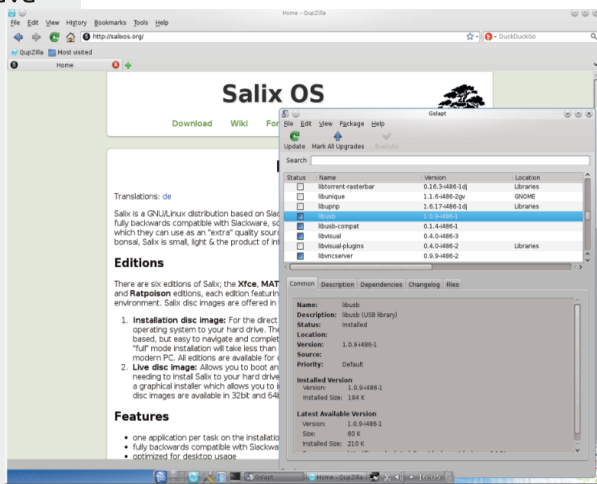 Home - QupZilla
File Edit View History Bookmarks Tools Help
http://salixos.org/
DuckDuckGo
QupZilla Most visited
Home
Salix OS
Download Wiki
Translations: de
Salix is a GNU/Linux distribution based on
fully backwards compatible with Slackware,
which they can use as an "extra" quality
bonsai, Salix is small, light & the product of
Editions
There are six editions of Salix; the Xfce,
and Ratpoison editions, each edition
environment. Salix disc images are offered in
1. Installation disc image: For the direct
operating system to your hard drive.
based, but easy to navigate and
"full" mode installation will take less than
modern PC. All editions are available for
2. Live disc image: Allows you to boot
needing to install Salix to your hard
a graphical installer which allows you to
disc images are available in 32bit and
Features
• one application per task on the
• fully backwards compatible with
• optimized for desktop usage
Gslapt
File Edit View Package Help
Update Mark All Upgrades Execute
Search
Status Name Version Location
libtorrent-rasterbar 0.16.3-i486-1dj Libraries
libunique 1.1.6-i486-2gv GNOME
libupnp 1.6.17-i486-1dj Libraries
libusb 1.0.9-i486-1
libusb-compat 0.1.4-i486-1
libvisual 0.4.0-i486-3
libvisual-plugins 0.4.0-i486-2 Libraries
libvncserver 0.9.9-i486-2
Common Description Dependencies Changelog Files
Name: libusb
Description: libusb (USB library)
Status: Installed
Location:
Version: 1.0.9-i486-1
Source:
Priority: Default
Installed Version
Version: 1.0.9-i486-1
Installed Size: 184 K
Latest Available Version
Version: 1.0.9-i486-1
Size: 60 K
Installed Size: 210 K
Gslapt
Home - QupZilla